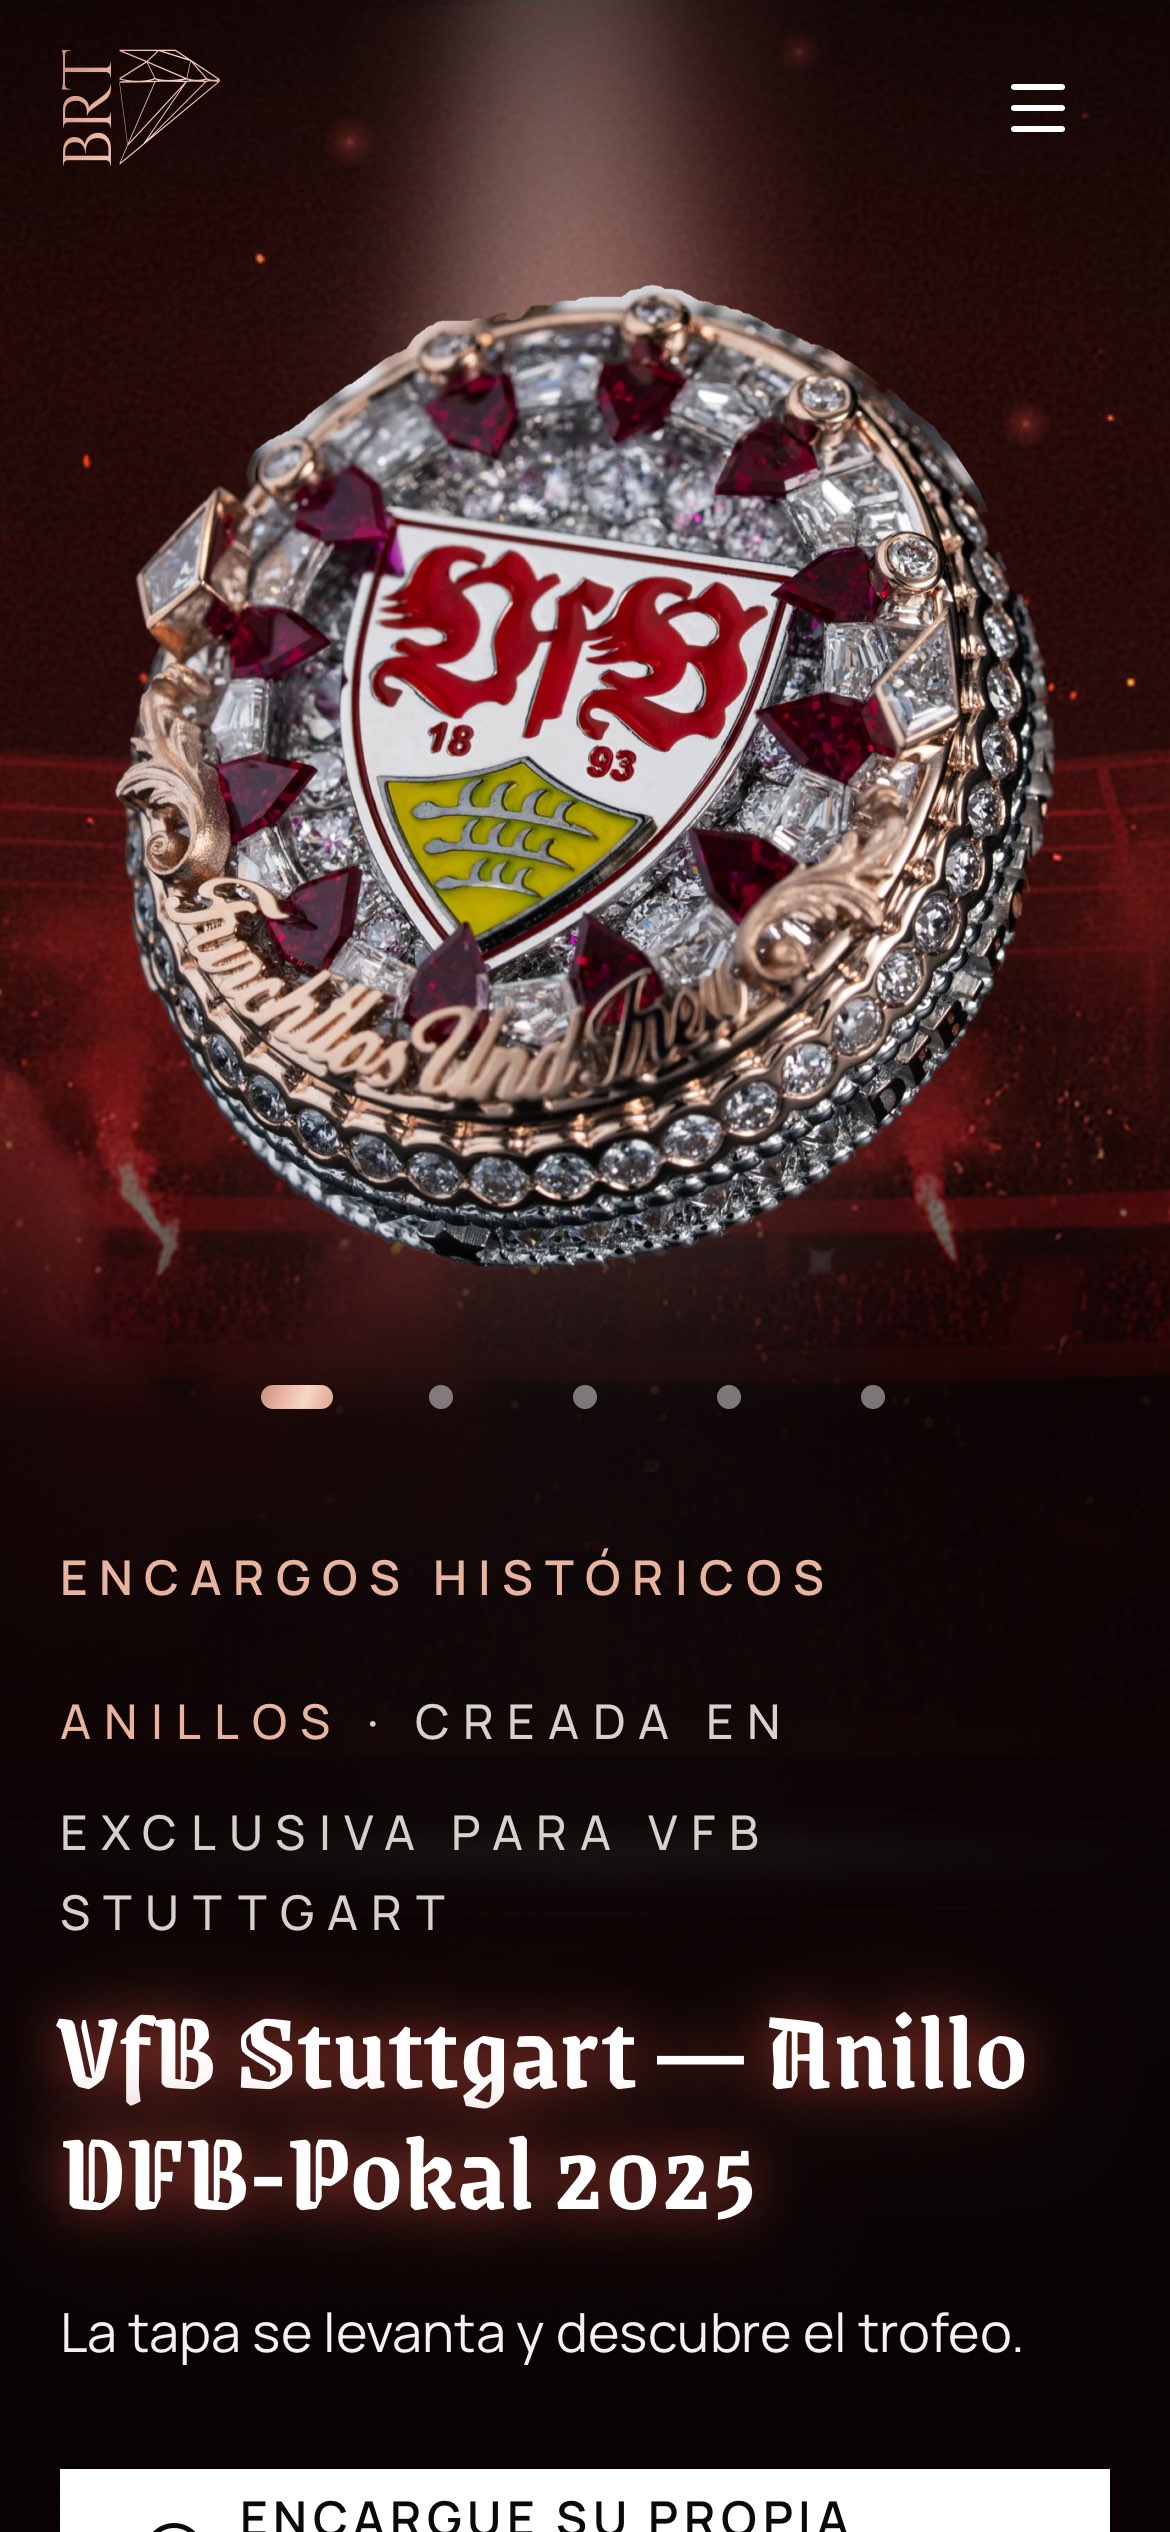 BRT
VfB
18 93
Furchtlos Und Treu
DFB
ENCARGOS HISTÓRICOS
ANILLOS · CREADA EN
EXCLUSIVA PARA VFB
STUTTGART
VfB Stuttgart — Anillo
DFB-Pokal 2025
La tapa se levanta y descubre el trofeo.
ENCARGUE SU PROPIA